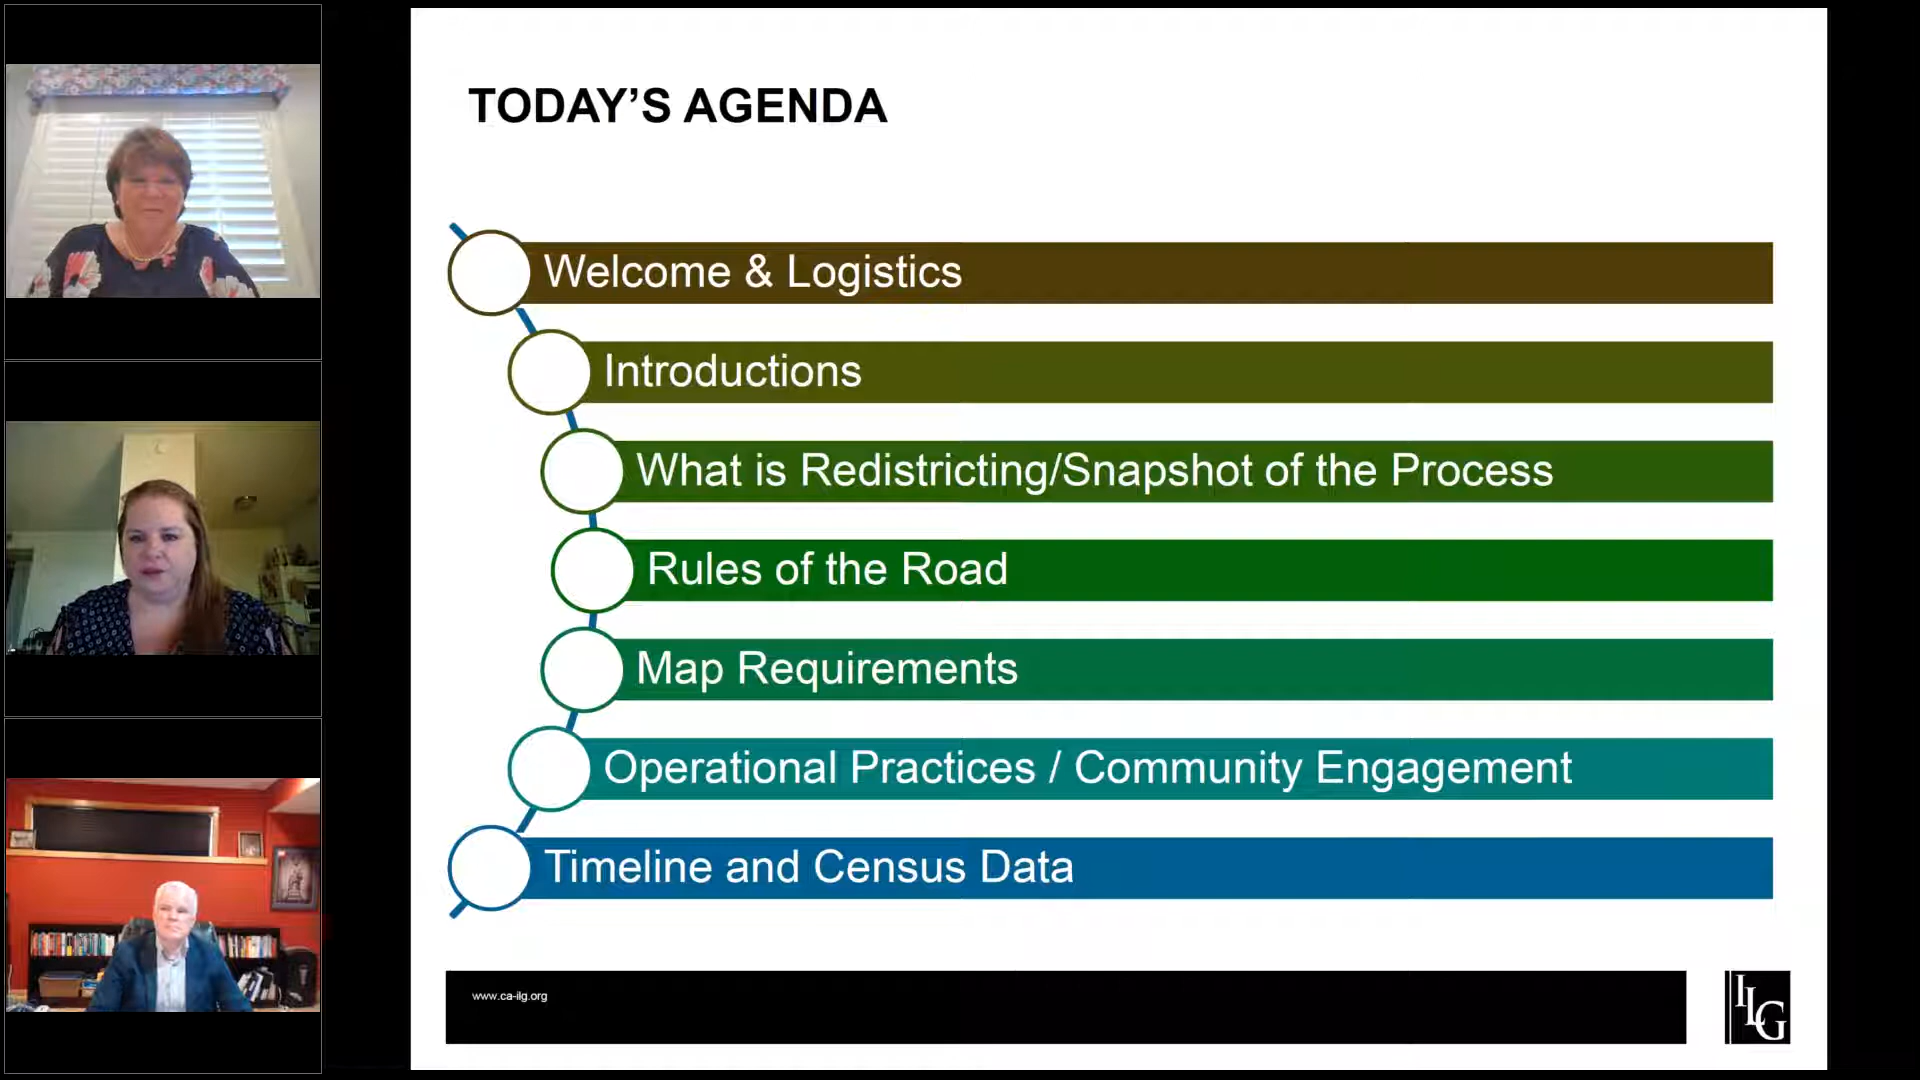 TODAY'S AGENDA
Welcome & Logistics
Introductions
What is Redistricting/Snapshot of the Process
Rules of the Road
Map Requirements
Operational Practices / Community Engagement
Timeline and Census Data
www.ca-ilg.org
ILG